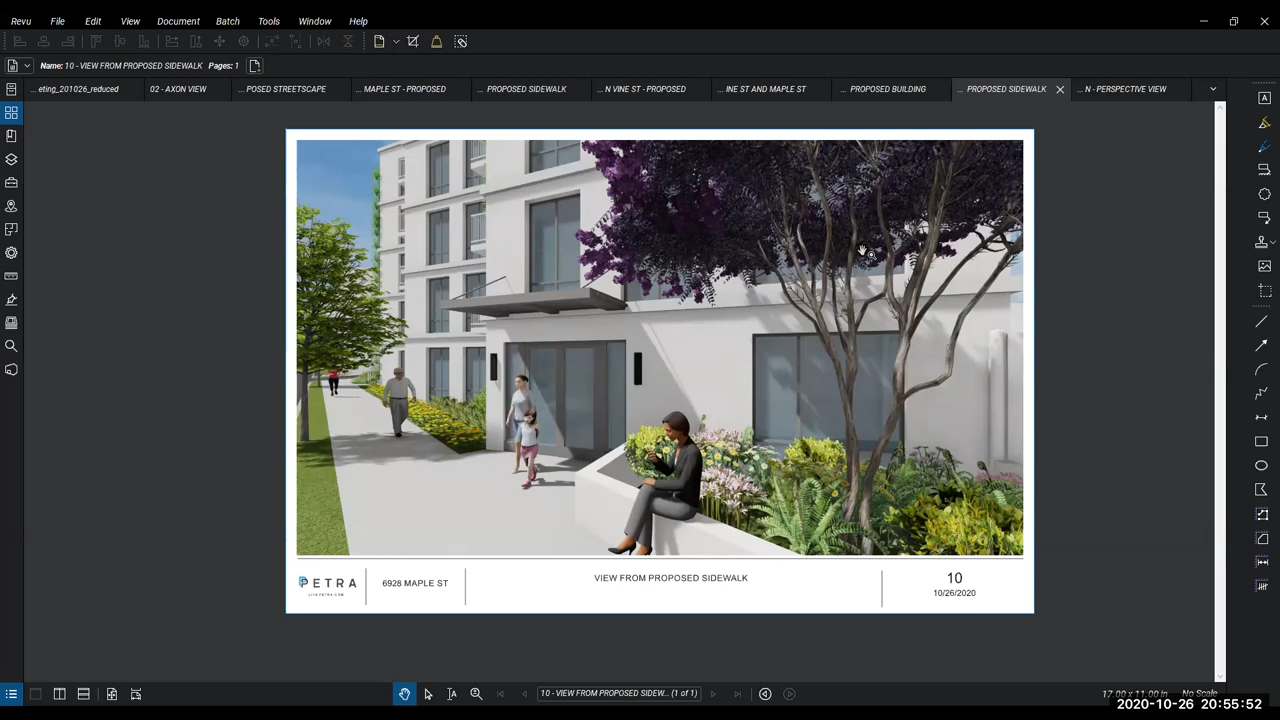 Revu File Edit View Document Batch Tools Window Help
Name: 10 - VIEW FROM PROPOSED SIDEWALK Pages: 1
...eting_201026_reduced 02 - AXON VIEW ... POSED STREETSCAPE ... MAPLE ST - PROPOSED ... PROPOSED SIDEWALK ... N VINE ST - PROPOSED ... INE ST AND MAPLE ST ... PROPOSED BUILDING ... PROPOSED SIDEWALK ... N - PERSPECTIVE VIEW
PETRA
LIVE-PETRA.COM
6928 MAPLE ST
VIEW FROM PROPOSED SIDEWALK
10
10/26/2020
10 - VIEW FROM PROPOSED SIDEW... (1 of 1)
17.00 x 11.00 in No Scale
2020-10-26 20:55:52